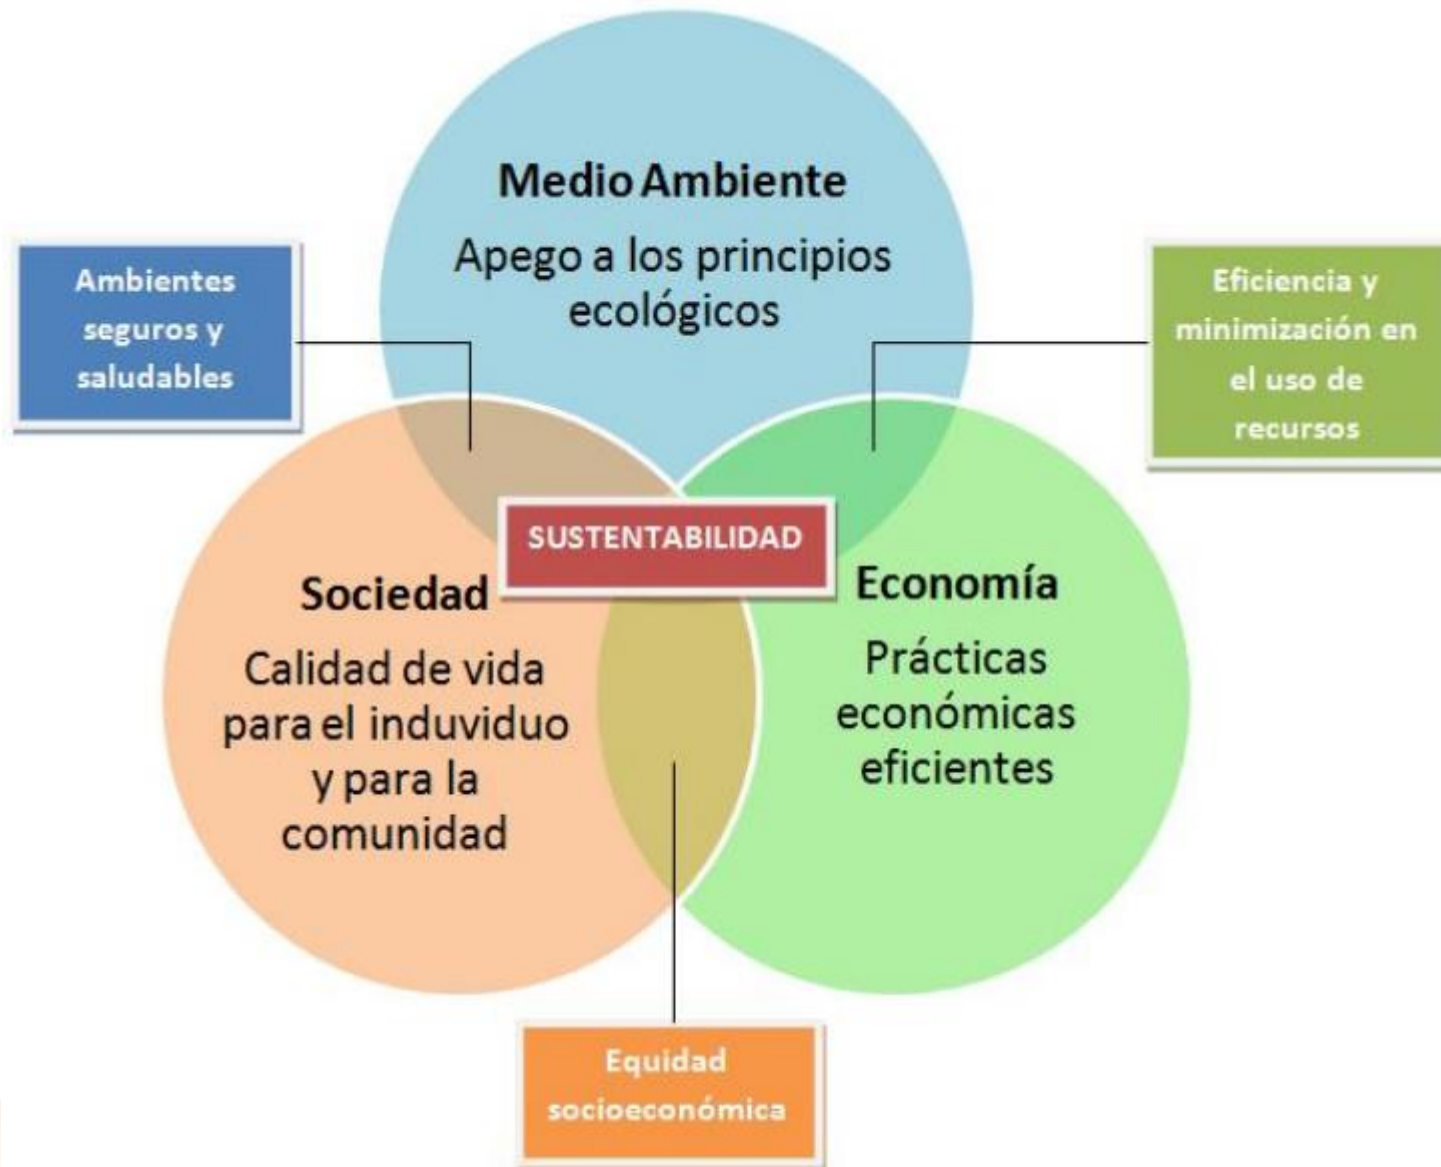 Medio Ambiente
Apego a los principios
ecológicos
Ambientes
seguros y
saludables
Eficiencia y
minimización en
el uso de
recursos
SUSTENTABILIDAD
Sociedad
Calidad de vida
para el induviduo
y para la
comunidad
Economía
Prácticas
económicas
eficientes
Equidad
socioeconómica